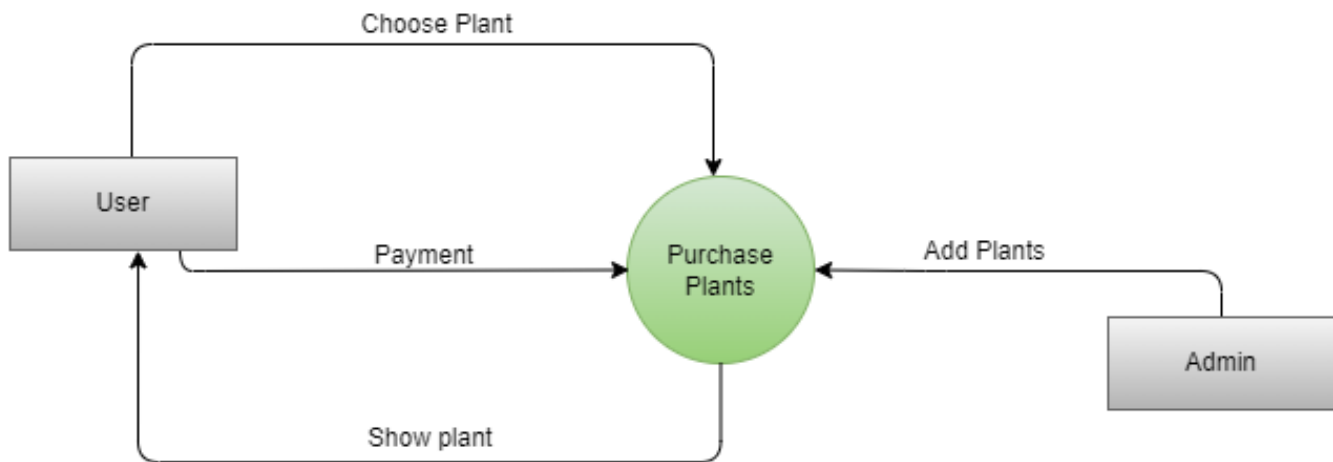 Choose Plant
User
Payment
Purchase
Plants
Add Plants
Admin
Show plant